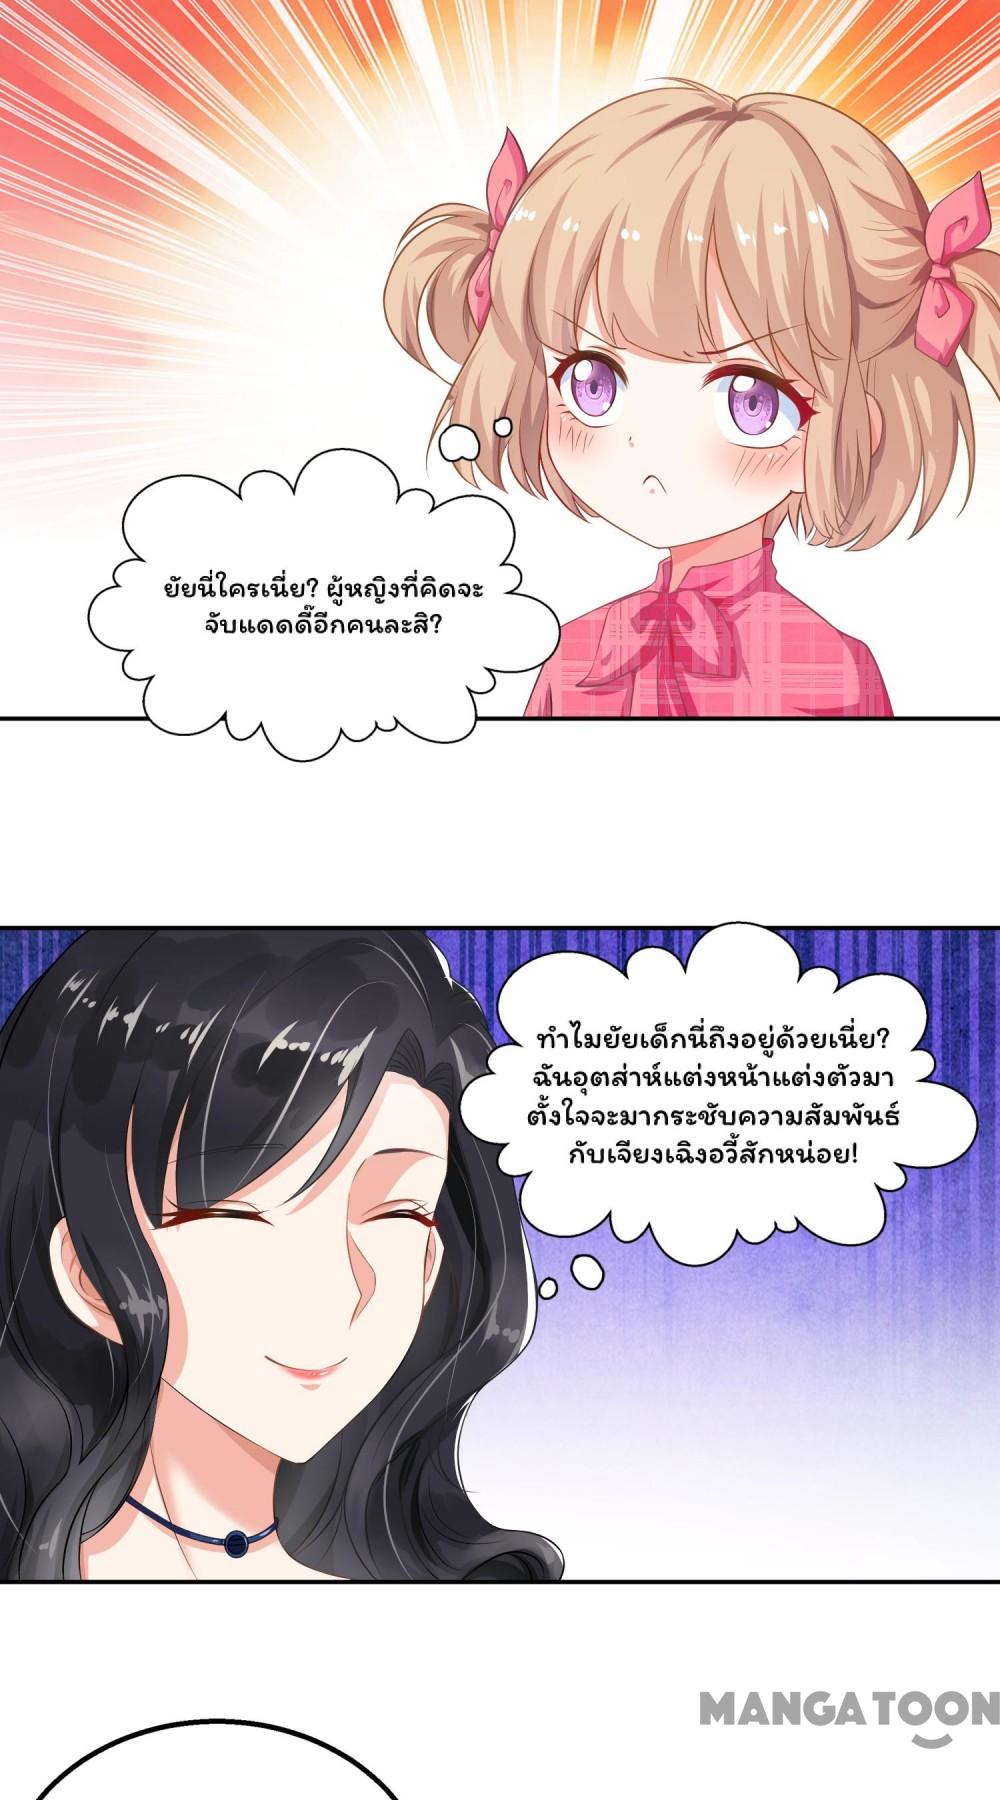 ยัยนี่ใครเนี่ย? ผู้หญิงที่คิดจะ
จับแดดดี๊อีกคนละสิ?
ทำไมยัยเด็กนี่ถึงอยู่ด้วยเนี่ย?
ฉันอุตส่าห์แต่งหน้าแต่งตัวมา
ตั้งใจจะมากระชับความสัมพันธ์
กับเจียงเฉิงอวี้สักหน่อย!
MANGATOON